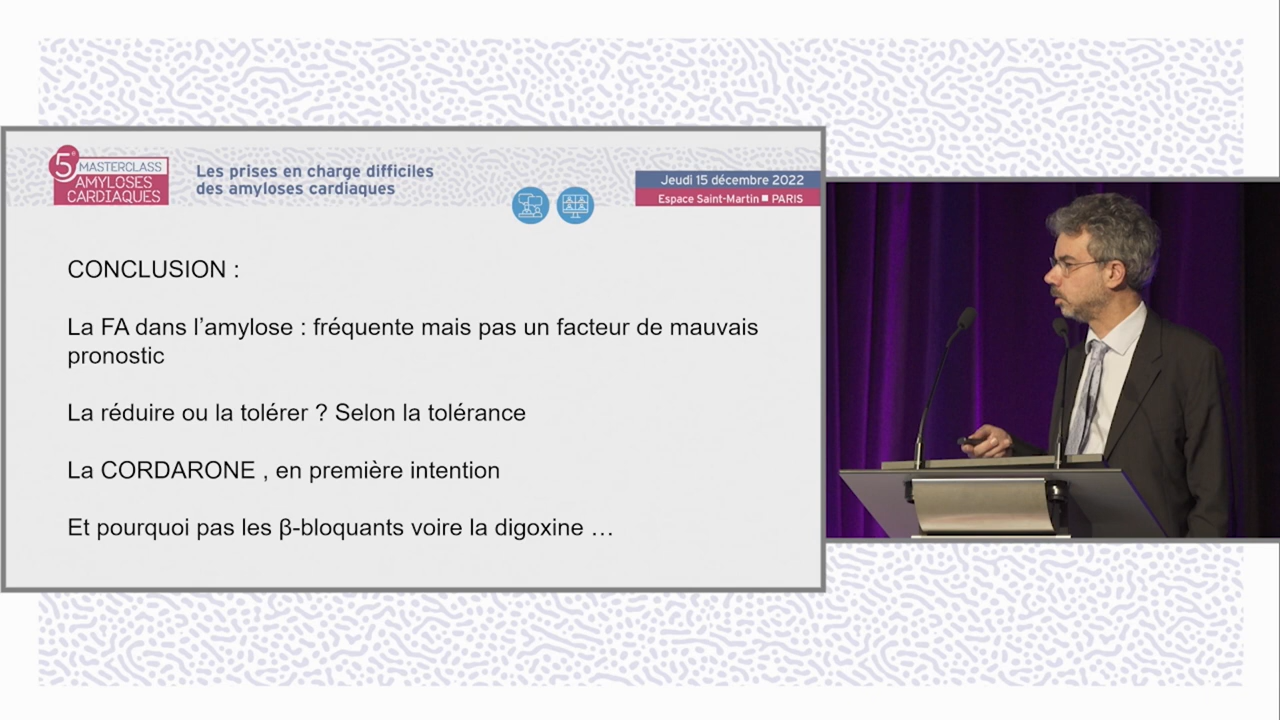 5e
MASTERCLASS
AMYLOSES
CARDIAQUES
Les prises en charge difficiles
des amyloses cardiaques
Jeudi 15 décembre 2022
Espace Saint-Martin ■ PARIS
CONCLUSION :
La FA dans l’amylose : fréquente mais pas un facteur de mauvais
pronostic
La réduire ou la tolérer ? Selon la tolérance
La CORDARONE , en première intention
Et pourquoi pas les β-bloquants voire la digoxine …